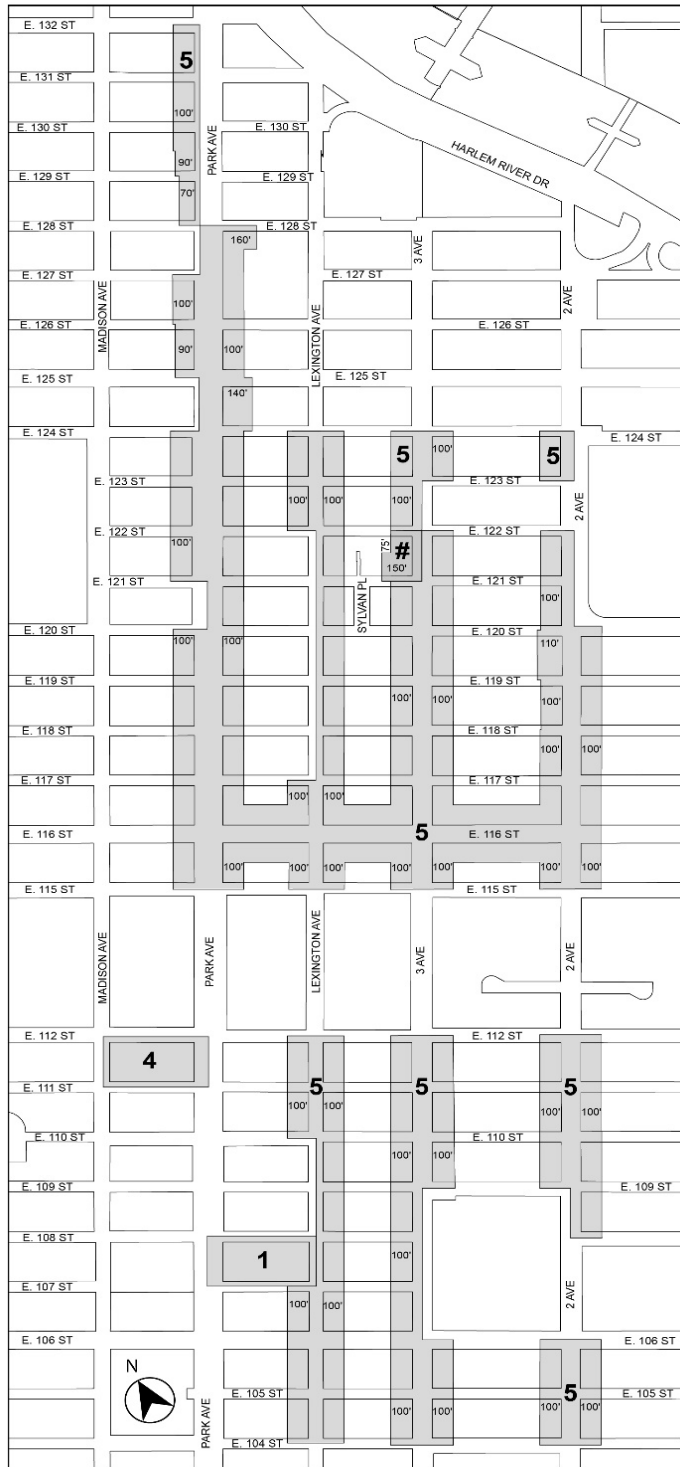 E. 132 ST
5
E. 131 ST
100'
E. 130 ST
E. 130 ST
PARK AVE
HARLEM RIVER DR
90'
E. 129 ST
E. 129 ST
70'
E. 128 ST
E. 128 ST
160'
3 AVE
E. 127 ST
E. 127 ST
MADISON AVE
100'
2 AVE
E. 126 ST
E. 126 ST
LEXINGTON AVE
90'
100'
E. 125 ST
E. 125 ST
140'
E. 124 ST
E. 124 ST
5
100'
5
E. 123 ST
E. 123 ST
100'
100'
100'
2 AVE
E. 122 ST
E. 122 ST
100'
75'
#
150'
E. 121 ST
E. 121 ST
SYLVAN PL
100'
E. 120 ST
E. 120 ST
100'
100'
110'
E. 119 ST
E. 119 ST
100'
100'
100'
E. 118 ST
E. 118 ST
100'
100'
E. 117 ST
E. 117 ST
100'
100'
E. 116 ST
5
E. 116 ST
100'
100'
100'
100'
100'
100'
100'
E. 115 ST
E. 115 ST
MADISON AVE
PARK AVE
LEXINGTON AVE
3 AVE
2 AVE
E. 112 ST
E. 112 ST
4
E. 111 ST
5
5
5
100'
100'
100'
100'
E. 110 ST
E. 110 ST
100'
100'
E. 109 ST
E. 109 ST
E. 108 ST
1
100'
E. 107 ST
100'
100'
2 AVE
E. 106 ST
E. 106 ST
N
E. 105 ST
5
E. 105 ST
100'
100'
100'
100'
PARK AVE
E. 104 ST